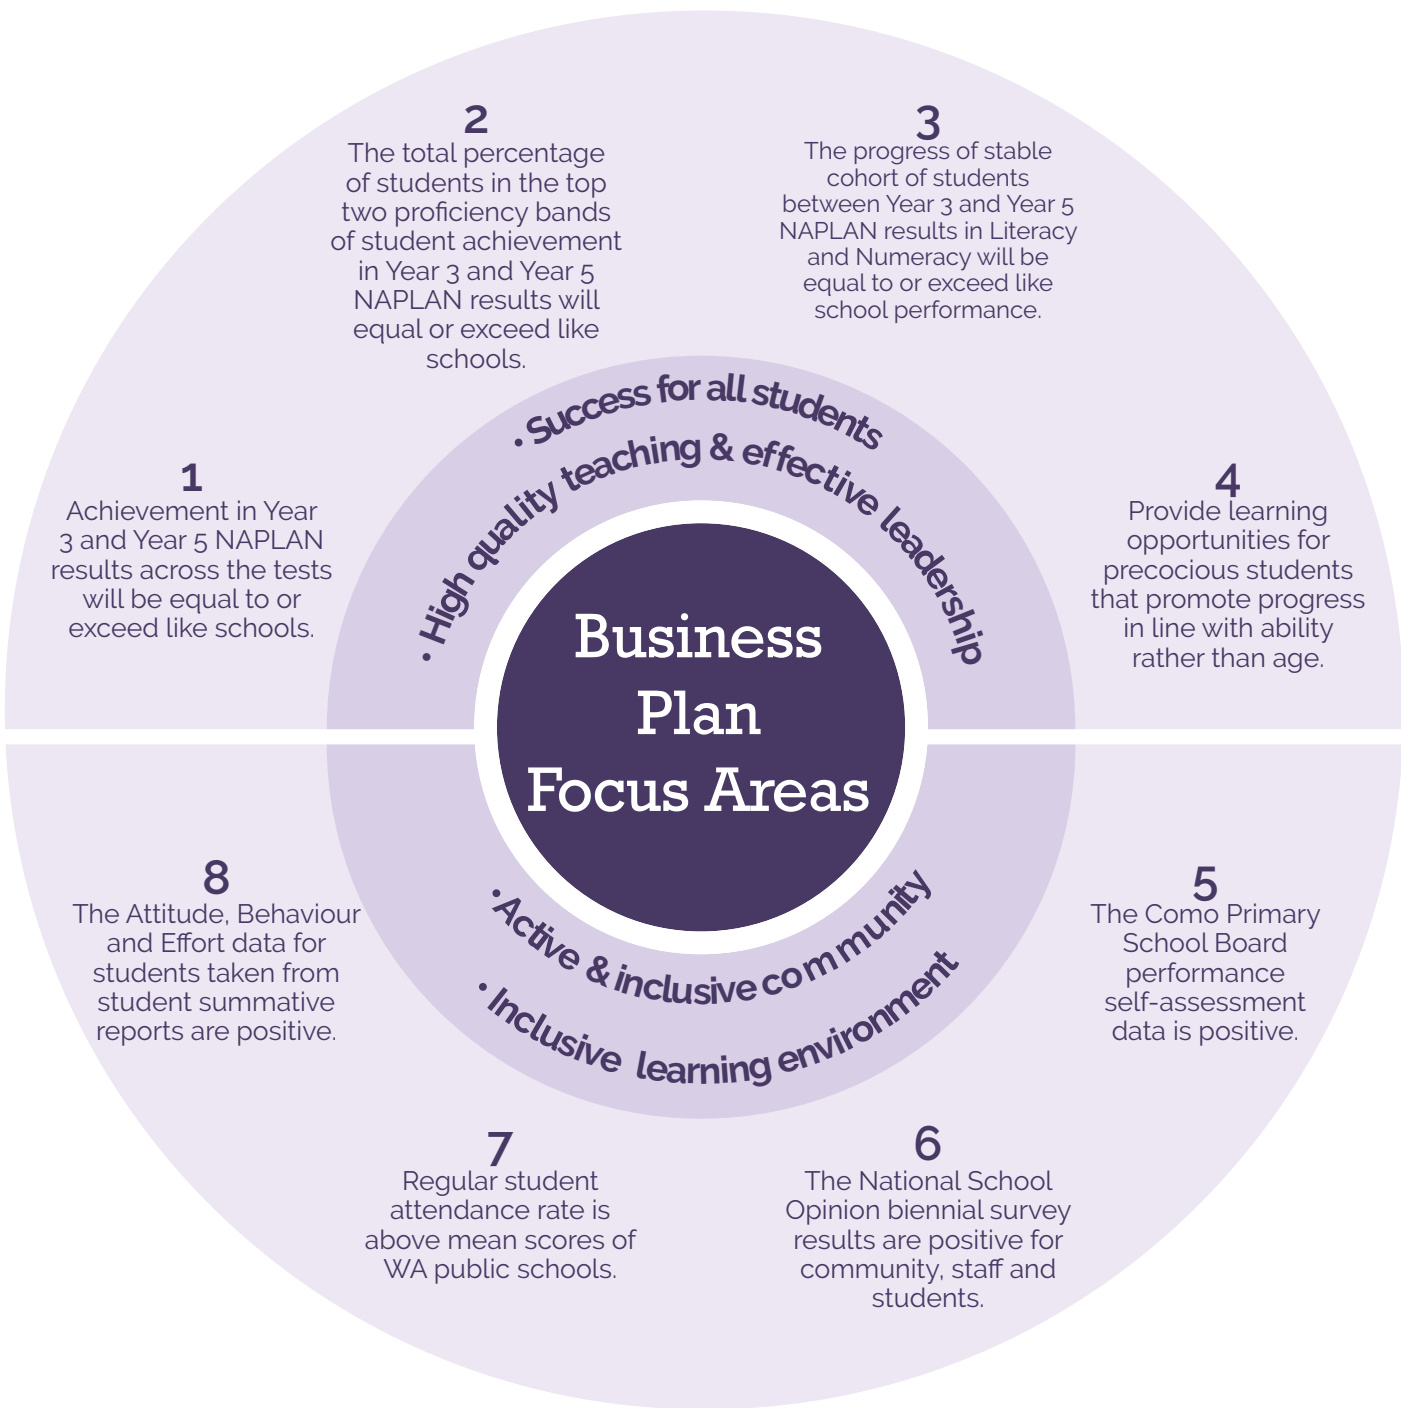 2
The total percentage
of students in the top
two proficiency bands
of student achievement
in Year 3 and Year 5
NAPLAN results will
equal or exceed like
schools.
3
The progress of stable
cohort of students
between Year 3 and Year 5
NAPLAN results in Literacy
and Numeracy will be
equal to or exceed like
school performance.
• Success for all students
• High quality teaching & effective leadership
1
Achievement in Year
3 and Year 5 NAPLAN
results across the tests
will be equal to or
exceed like schools.
4
Provide learning
opportunities for
precocious students
that promote progress
in line with ability
rather than age.
Business
Plan
Focus Areas
8
The Attitude, Behaviour
and Effort data for
students taken from
student summative
reports are positive.
•Active & inclusive community
• Inclusive learning environment
5
The Como Primary
School Board
performance
self-assessment
data is positive.
7
Regular student
attendance rate is
above mean scores of
WA public schools.
6
The National School
Opinion biennial survey
results are positive for
community, staff and
students.